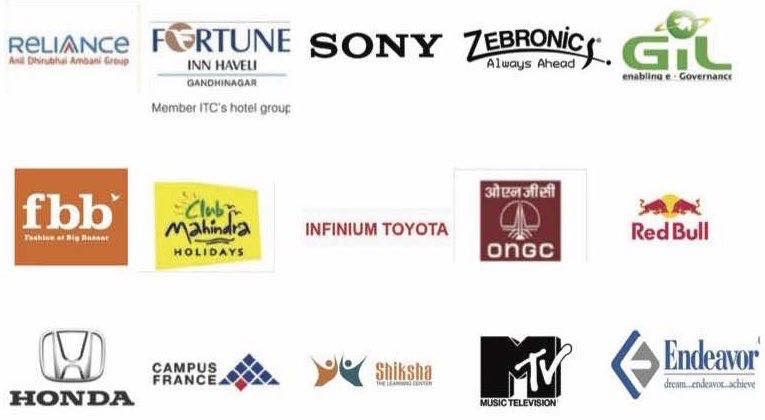 ReLIANCe
Anil Dhirubhai Ambani Group
FORTUNE
INN HAVELI
GANDHINAGAR
Member ITC's hotel group
SONY
ZEBRONICS.
Always Ahead
GiL
enabling e - Governance
fbb
Fashion at Big Bazaar
Club
Mahindra
HOLIDAYS
INFINIUM TOYOTA
ओएनजीसी
ONGC
Red Bull
HONDA
CAMPUS
FRANCE
Shiksha
THE LEARNING CENTER
MTV
MUSIC TELEVISION
Endeavor
dream...endeavor...achieve